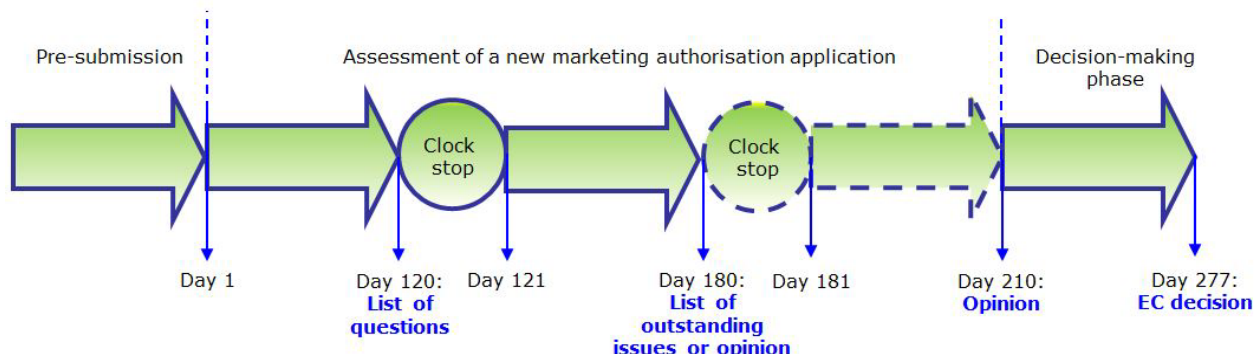 Pre-submission
Assessment of a new marketing authorisation application
Decision-making
phase
Clock
stop
Clock
stop
Day 1
Day 120:
List of
questions
Day 121
Day 180:
List of
outstanding
issues or opinion
Day 181
Day 210:
Opinion
Day 277:
EC decision